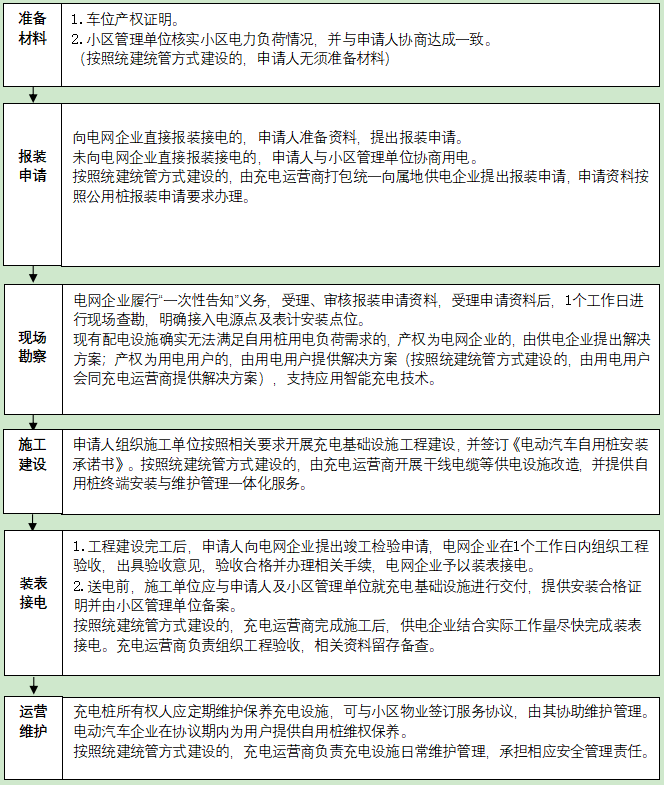 准备
材料
1.车位产权证明。
2.小区管理单位核实小区电力负荷情况，并与申请人协商达成一致。
（按照统建统管方式建设的，申请人无须准备材料）
报装
申请
向电网企业直接报装接电的，申请人准备资料，提出报装申请。
未向电网企业直接报装接电的，申请人与小区管理单位协商用电。
按照统建统管方式建设的，由充电运营商打包统一向属地供电企业提出报装申请，申请资料按
照公用桩报装申请要求办理。
现场
勘察
电网企业履行“一次性告知”义务，受理、审核报装申请资料，受理申请资料后，1个工作日进
行现场查勘，明确接入电源点及表计安装点位。
现有配电设施确实无法满足自用桩用电负荷需求的，产权为电网企业的，由供电企业提出解决
方案；产权为用电用户的，由用电用户提供解决方案（按照统建统管方式建设的，由用电用户
会同充电运营商提供解决方案），支持应用智能充电技术。
施工
建设
申请人组织施工单位按照相关要求开展充电基础设施工程建设，并签订《电动汽车自用桩安装
承诺书》。按照统建统管方式建设的，由充电运营商开展干线电缆等供电设施改造，并提供自
用桩终端安装与维护管理一体化服务。
装表
接电
1.工程建设完工后，申请人向电网企业提出竣工检验申请，电网企业在1个工作日内组织工程
验收，出具验收意见，验收合格并办理相关手续，电网企业予以装表接电。
2.送电前，施工单位应与申请人及小区管理单位就充电基础设施进行交付，提供安装合格证
明并由小区管理单位备案。
按照统建统管方式建设的，充电运营商完成施工后，供电企业结合实际工作量尽快完成装表
接电。充电运营商负责组织工程验收，相关资料留存备查。
运营
维护
充电桩所有权人应定期维护保养充电设施，可与小区物业签订服务协议，由其协助维护管理。
电动汽车企业在协议期内为用户提供自用桩维权保养。
按照统建统管方式建设的，充电运营商负责充电设施日常维护管理，承担相应安全管理责任。